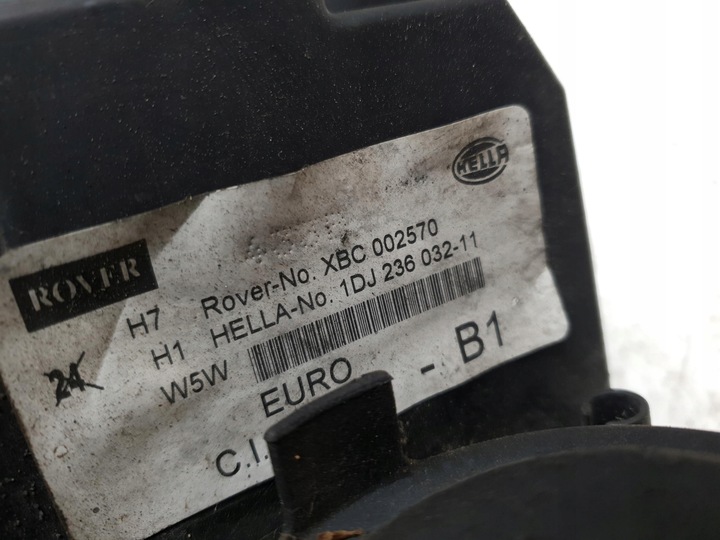 HELLA
ROVER
H7 Rover-No. XBC 002570
H1 HELLA-No. 1DJ 236 032-11
24
W5W
EURO - B1
C.I.